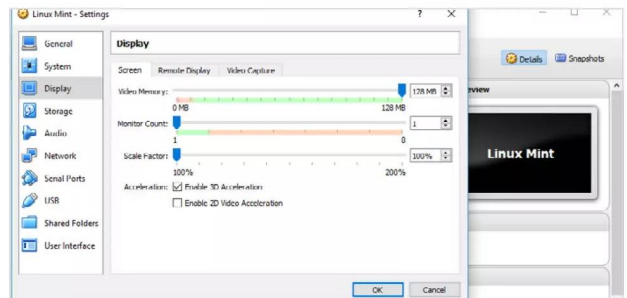 Linux Mint - Settings
? X
General
System
Display
Storage
Audio
Network
Serial Ports
USB
Shared Folders
User Interface
Display
Screen Remote Display Video Capture
Video Memory: 128 MB
0 MB 128 MB
Monitor Count: 1
1 8
Scale Factor: 100%
100% 200%
Acceleration: Enable 3D Acceleration
Enable 2D Video Acceleration
OK Cancel
Details Snapshots
eview
Linux Mint